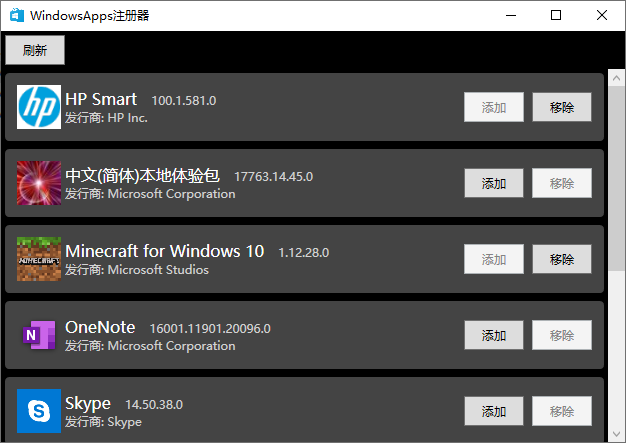 WindowsApps注册器
刷新
hp
HP Smart 100.1.581.0
发行商: HP Inc.
添加 移除
中文(简体)本地体验包 17763.14.45.0
发行商: Microsoft Corporation
添加 移除
MINECRAFT
Minecraft for Windows 10 1.12.28.0
发行商: Microsoft Studios
添加 移除
N
OneNote 16001.11901.20096.0
发行商: Microsoft Corporation
添加 移除
S
Skype 14.50.38.0
发行商: Skype
添加 移除